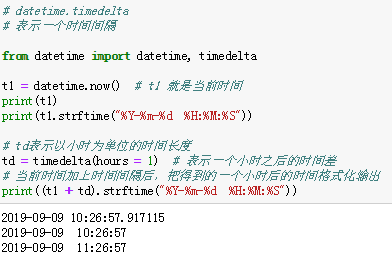 # datetime.timedelta
# 表示一个时间间隔
from datetime import datetime, timedelta
t1 = datetime.now()  # t1 就是当前时间
print(t1)
print(t1.strftime("%Y-%m-%d  %H:%M:%S"))
# td表示以小时为单位的时间长度
td = timedelta(hours = 1)  # 表示一个小时之后的时间差
# 当前时间加上时间间隔后，把得到的一个小时后的时间格式化输出
print((t1 + td).strftime("%Y-%m-%d  %H:%M:%S"))
2019-09-09 10:26:57.917115
2019-09-09  10:26:57
2019-09-09  11:26:57